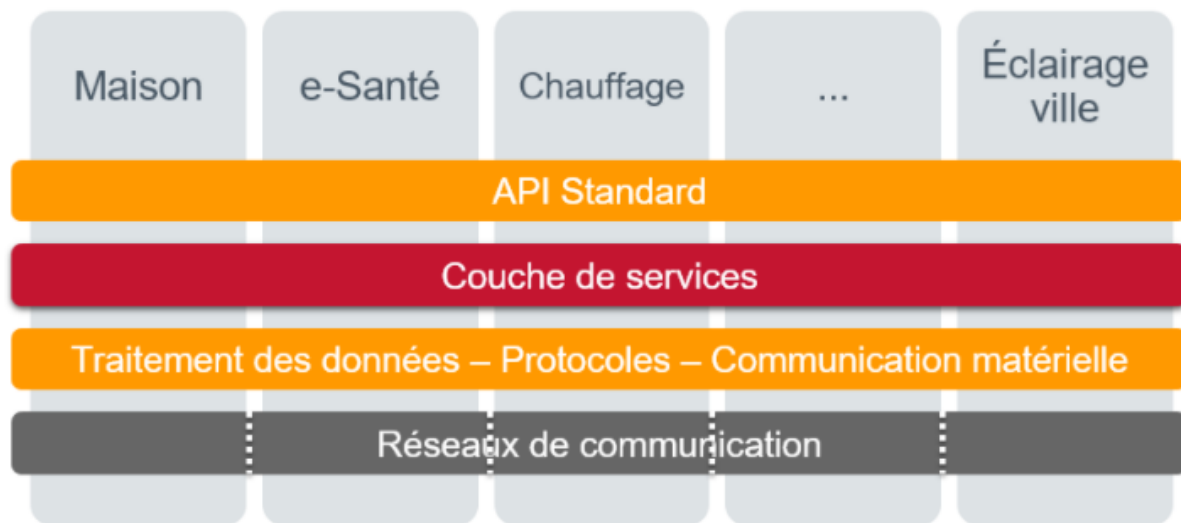 Maison
e-Santé
Chauffage
...
Éclairage
ville
API Standard
Couche de services
Traitement des données – Protocoles – Communication matérielle
Réseaux de communication